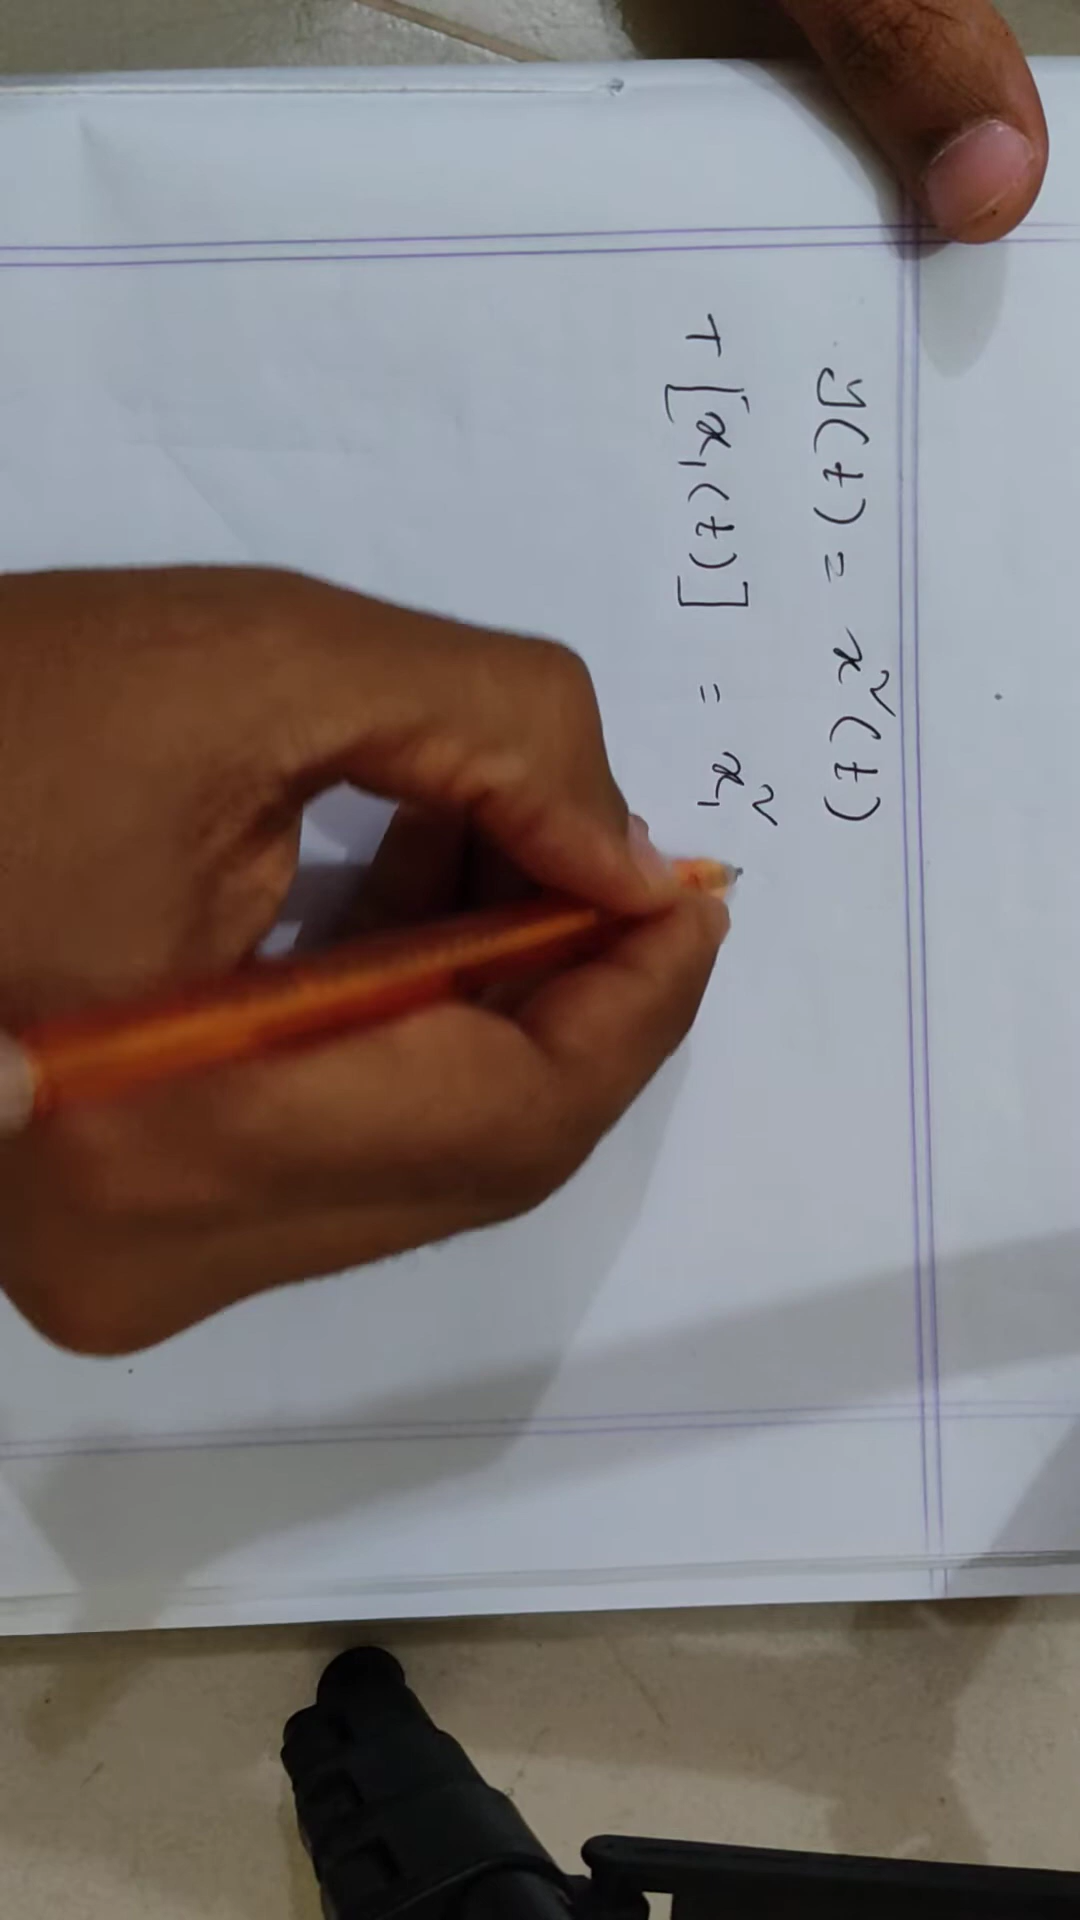 y(t) = x²(t)
T[x₁(t)] = x₁²